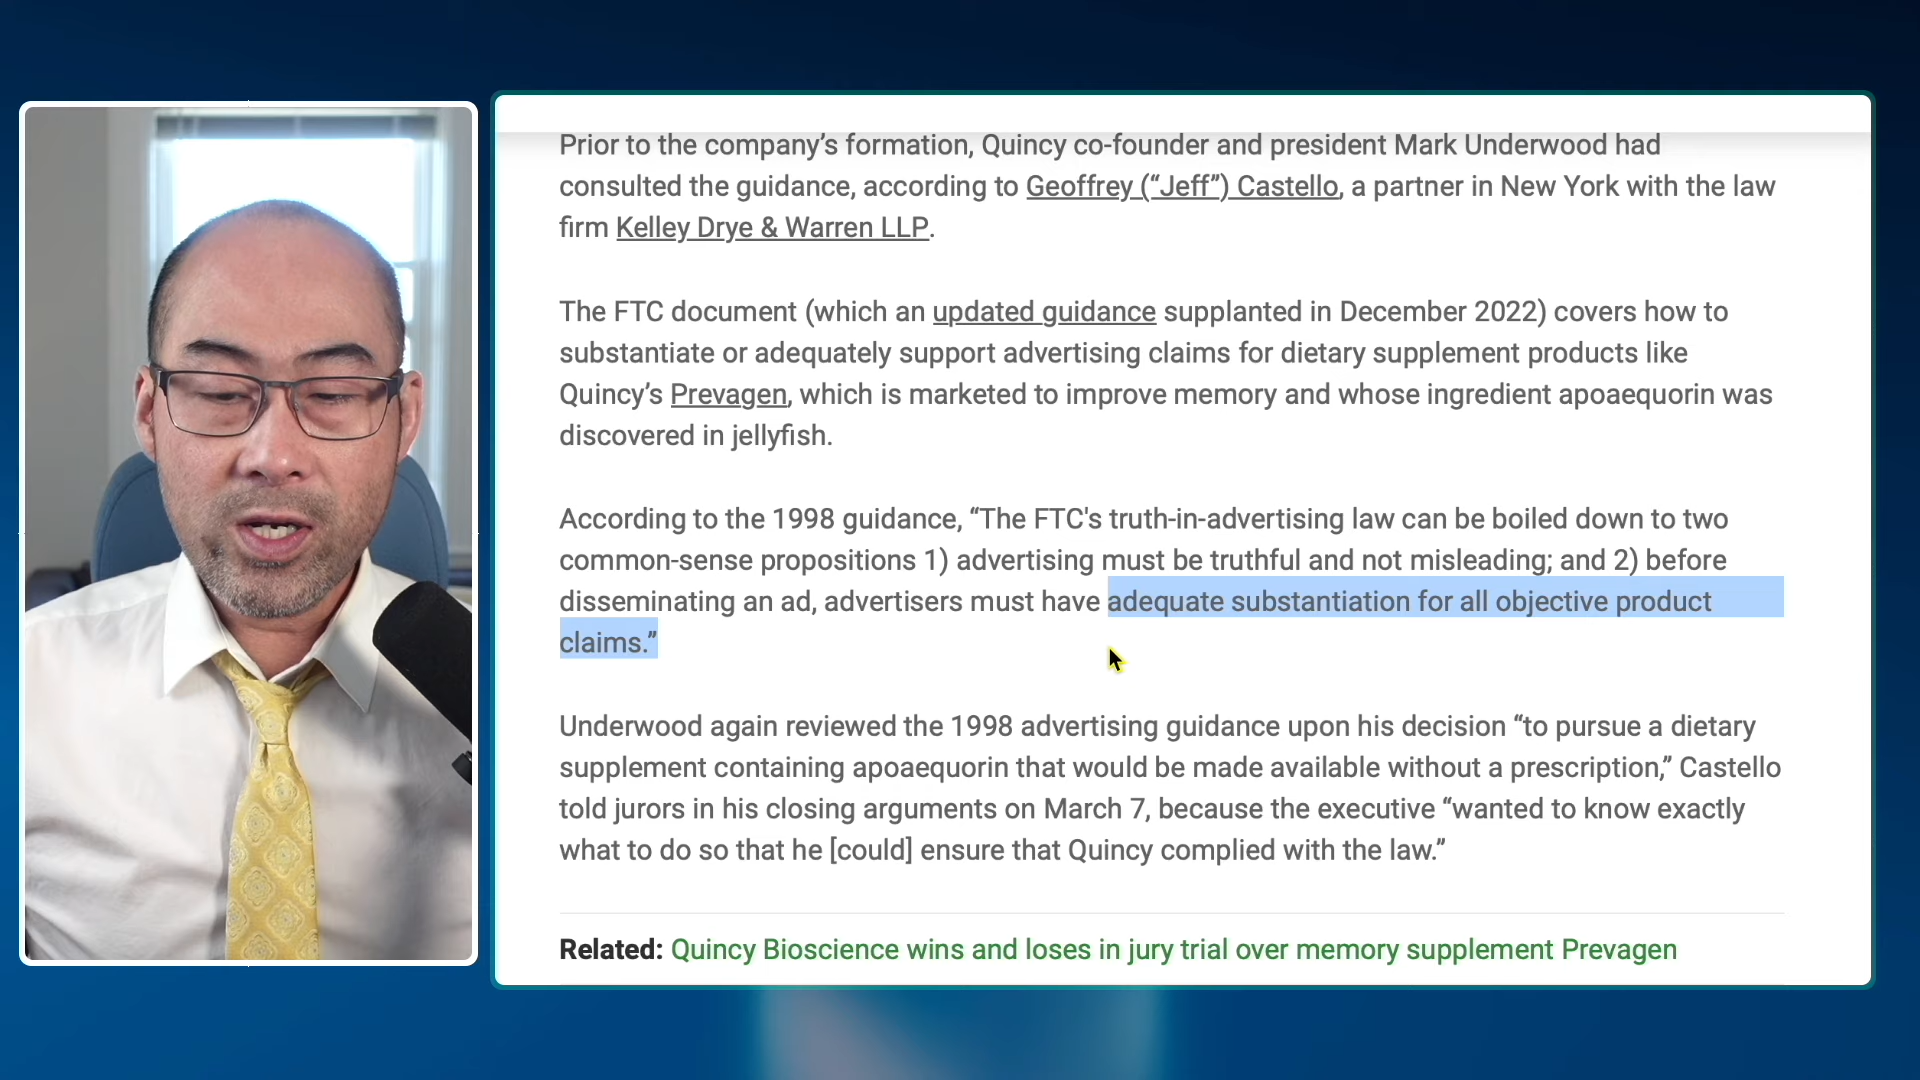 Prior to the company’s formation, Quincy co-founder and president Mark Underwood had
consulted the guidance, according to Geoffrey (“Jeff”) Castello, a partner in New York with the law
firm Kelley Drye & Warren LLP.
The FTC document (which an updated guidance supplanted in December 2022) covers how to
substantiate or adequately support advertising claims for dietary supplement products like
Quincy’s Prevagen, which is marketed to improve memory and whose ingredient apoaequorin was
discovered in jellyfish.
According to the 1998 guidance, “The FTC's truth-in-advertising law can be boiled down to two
common-sense propositions 1) advertising must be truthful and not misleading; and 2) before
disseminating an ad, advertisers must have adequate substantiation for all objective product
claims.”
Underwood again reviewed the 1998 advertising guidance upon his decision “to pursue a dietary
supplement containing apoaequorin that would be made available without a prescription,” Castello
told jurors in his closing arguments on March 7, because the executive “wanted to know exactly
what to do so that he [could] ensure that Quincy complied with the law.”
Related: Quincy Bioscience wins and loses in jury trial over memory supplement Prevagen